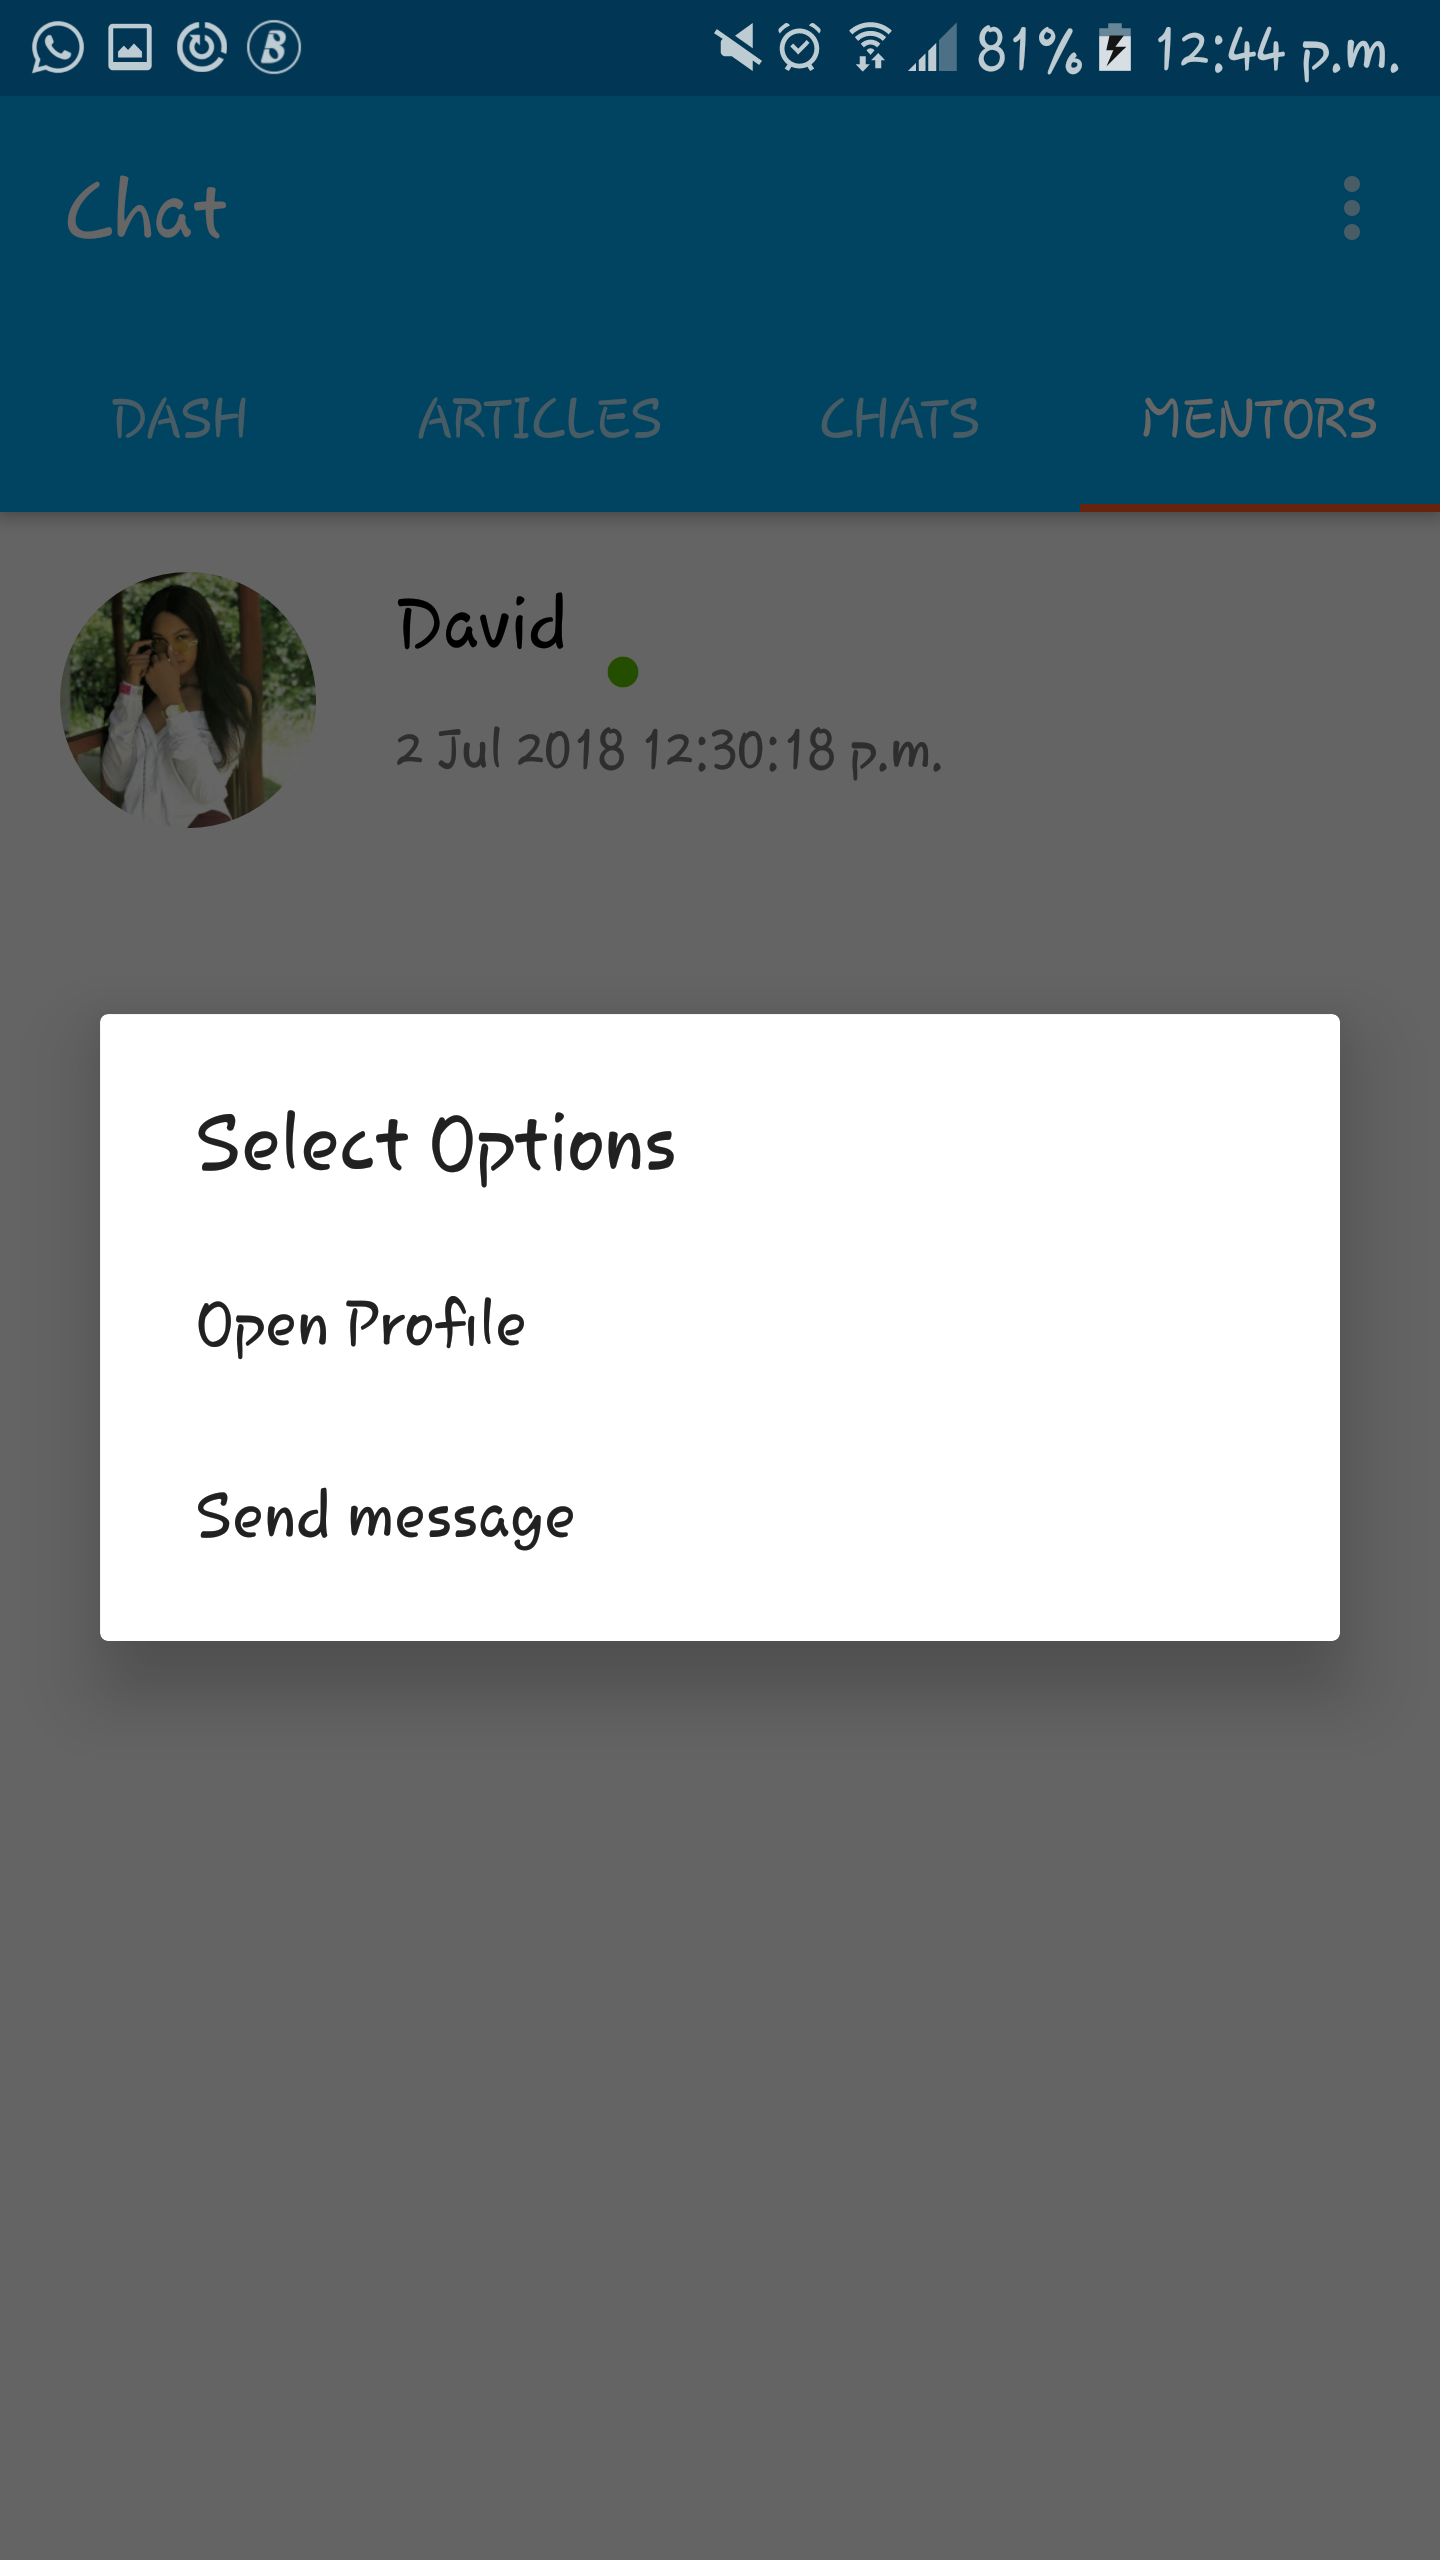 81% 12:44 p.m.
Chat
DASH ARTICLES CHATS MENTORS
David
2 Jul 2018 12:30:18 p.m.
Select Options
Open Profile
Send message